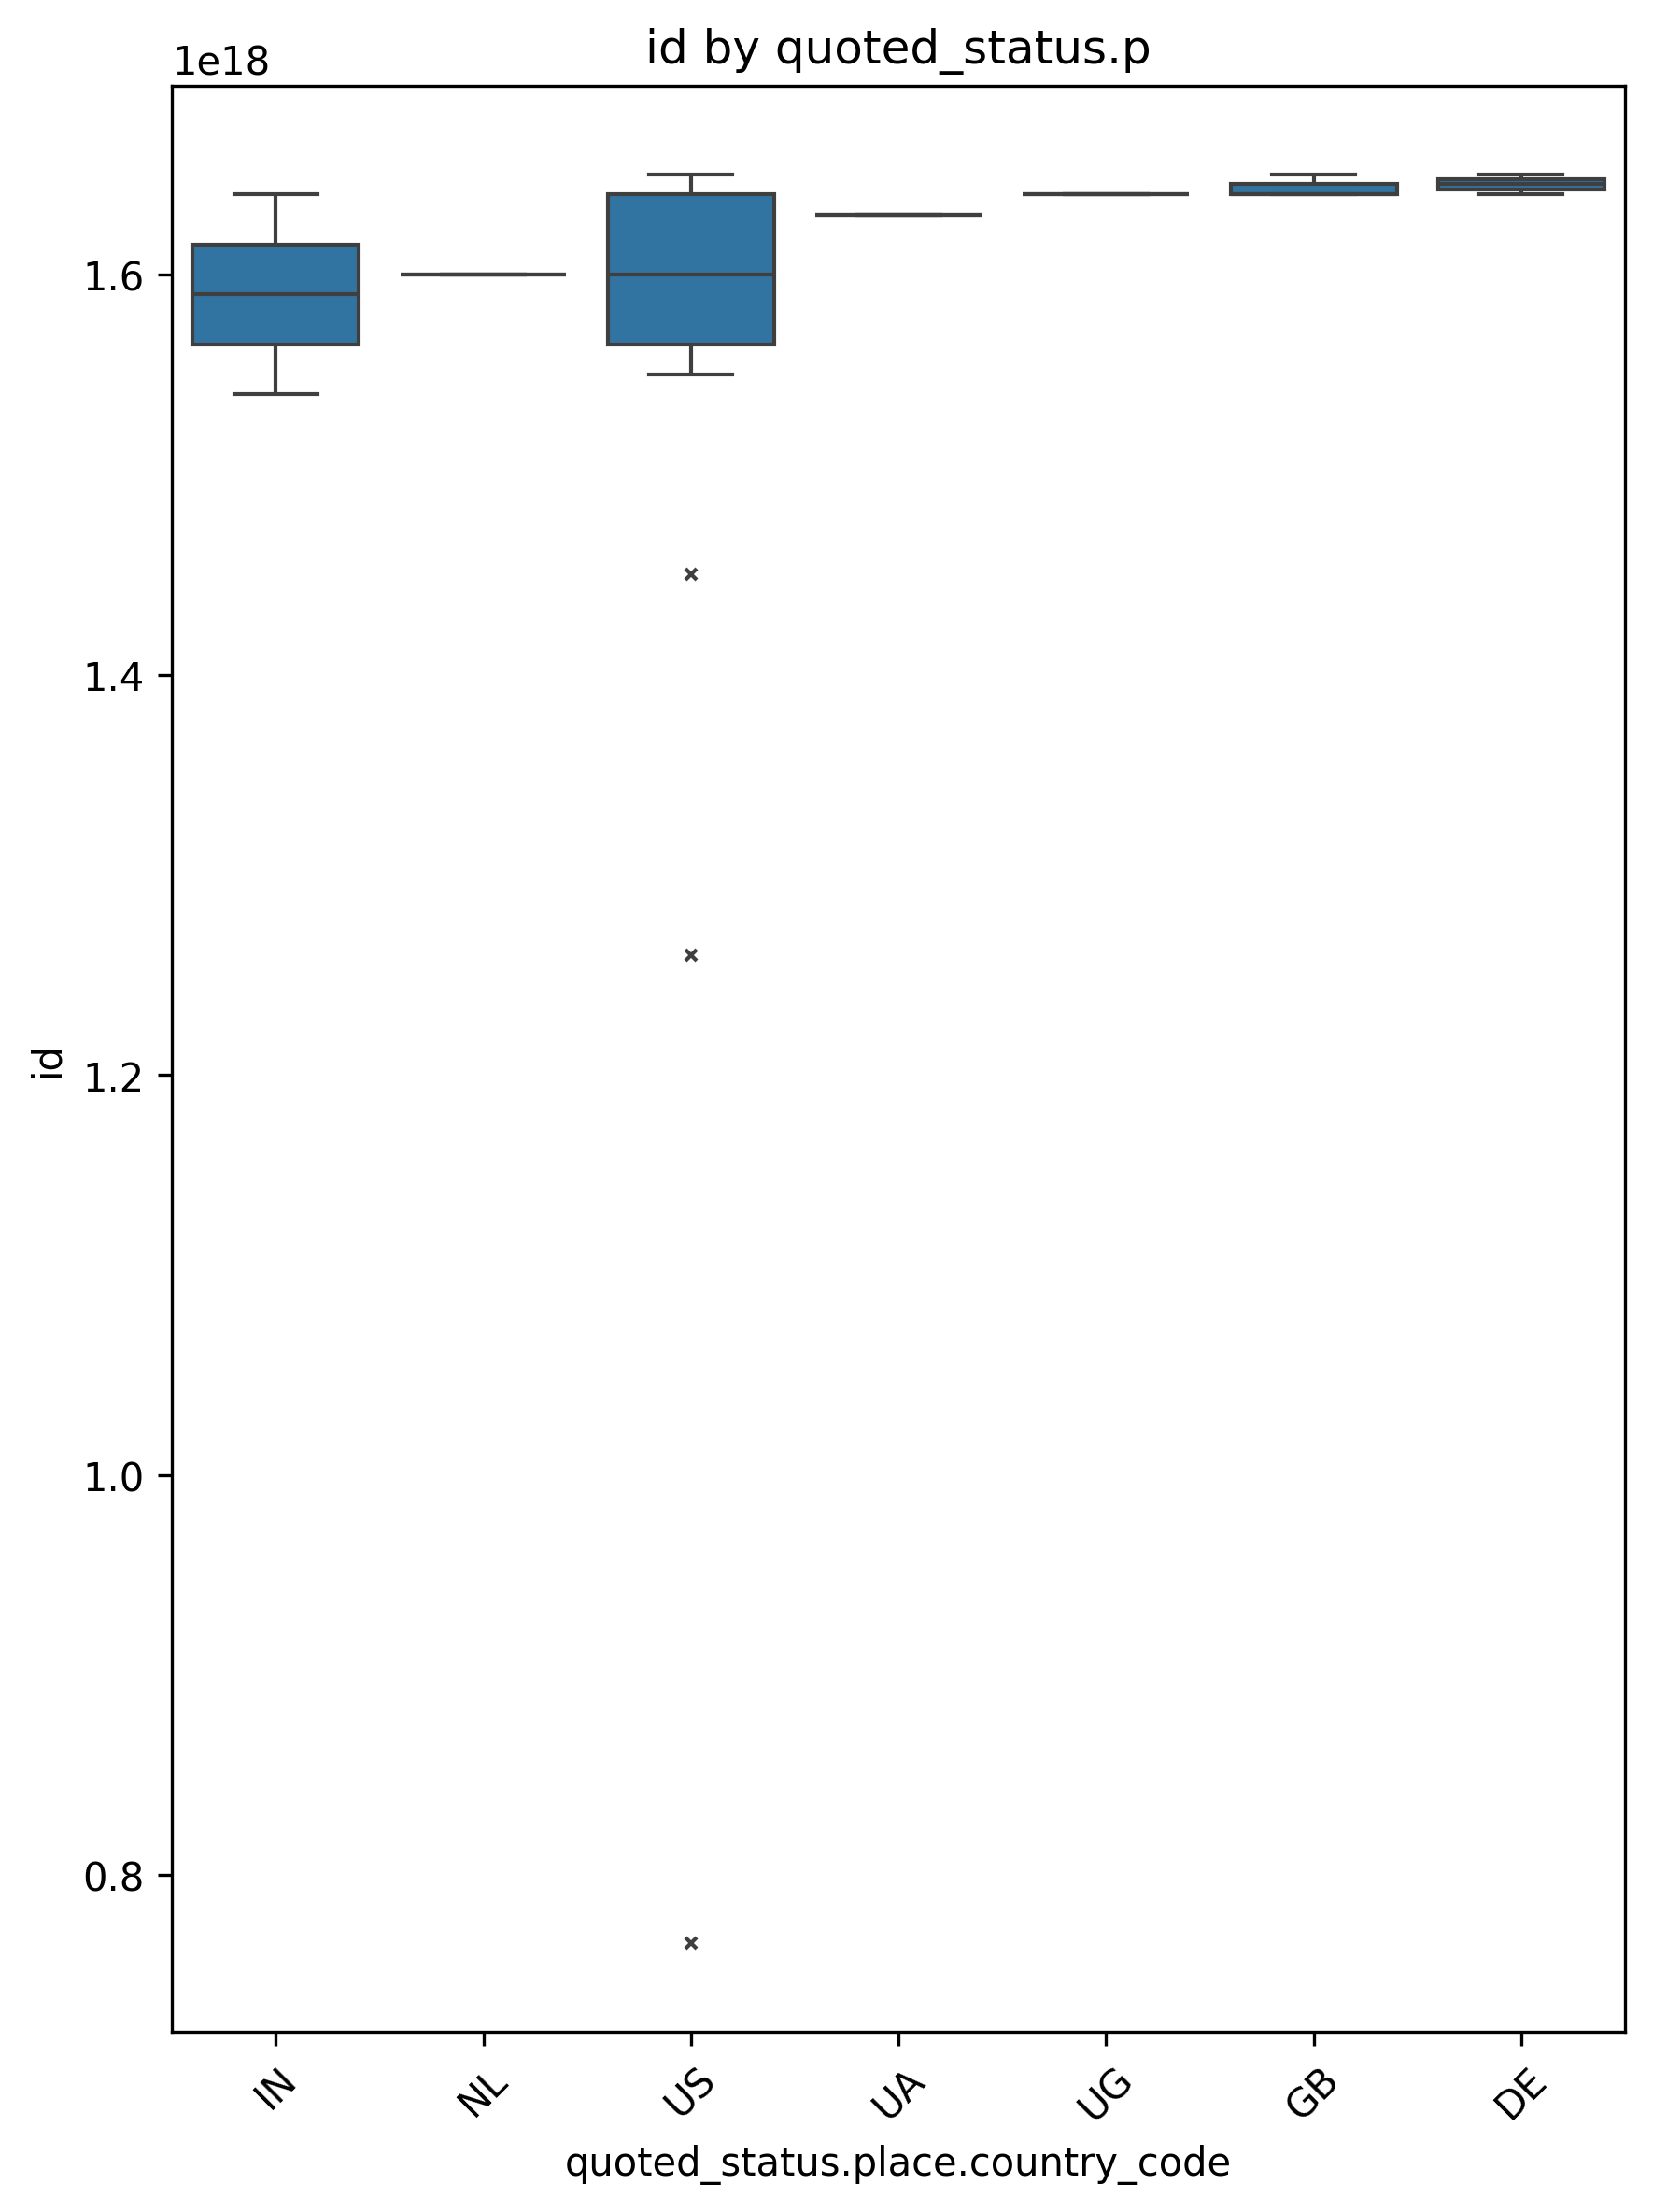 id by quoted_status.p
1e18
1.6
1.4
1.2
1.0
0.8
id
IN NL US UA UG GB DE
quoted_status.place.country_code